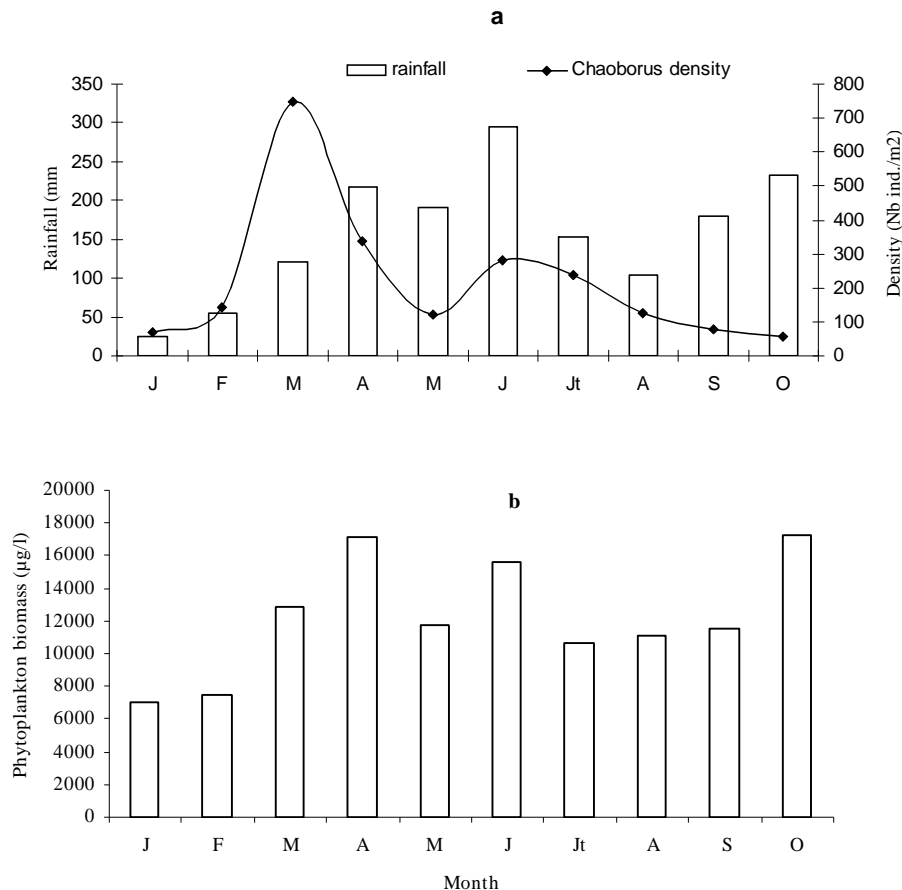 a
rainfall Chaoborus density
350 800
300 700
250 600
200 500
150 400
100 300
50 200
0 100
0
Rainfall (mm
Density (Nb ind./m2)
J F M A M J Jt A S O
b
20000
18000
16000
14000
12000
10000
8000
6000
4000
2000
0
Phytoplankton biomass (µg/l)
J F M A M J Jt A S O
Month